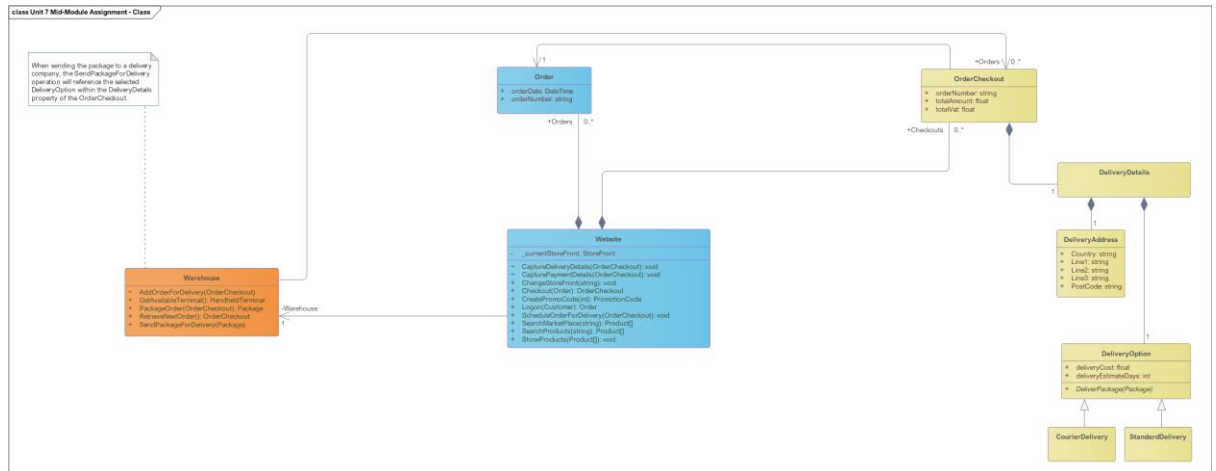 class Unit 7 Mid-Module Assignment - Class
When sending the package to a delivery
company, the SendPackageForDelivery
operation will reference the selected
DeliveryOption within the DeliveryDetails
property of the OrderCheckout.
1
Order
+ orderDate: DateTime
+ orderNumber: string
+Orders 0..*
+Orders 0..*
OrderCheckout
+ orderNumber: string
+ totalAmount: float
+ totalVat: float
+Checkouts 0..*
DeliveryDetails
1
1
DeliveryAddress
+ Country: string
+ Line1: string
+ Line2: string
+ Line3: string
+ PostCode: string
Website
- _currentStoreFront: StoreFront
~ CaptureDeliveryDetails(OrderCheckout): void
~ CapturePaymentDetails(OrderCheckout): void
+ ChangeStoreFront(string): void
+ Checkout(Order): OrderCheckout
+ CreatePromoCode(int): PromotionCode
+ Logon(Customer): Order
+ ScheduleOrderForDelivery(OrderCheckout): void
+ SearchMarketPlace(string): Product[]
+ SearchProducts(string): Product[]
+ ShowProducts(Product[]): void
Warehouse
~ AddOrderForDelivery(OrderCheckout)
+ GetAvailableTerminal(): HandheldTerminal
+ PackageOrder(OrderCheckout): Package
+ RetrieveNextOrder(): OrderCheckout
+ SendPackageForDelivery(Package)
-Warehouse
1
1
DeliveryOption
+ deliveryCost: float
+ deliveryEstimateDays: int
+ DeliverPackage(Package)
CourierDelivery
StandardDelivery